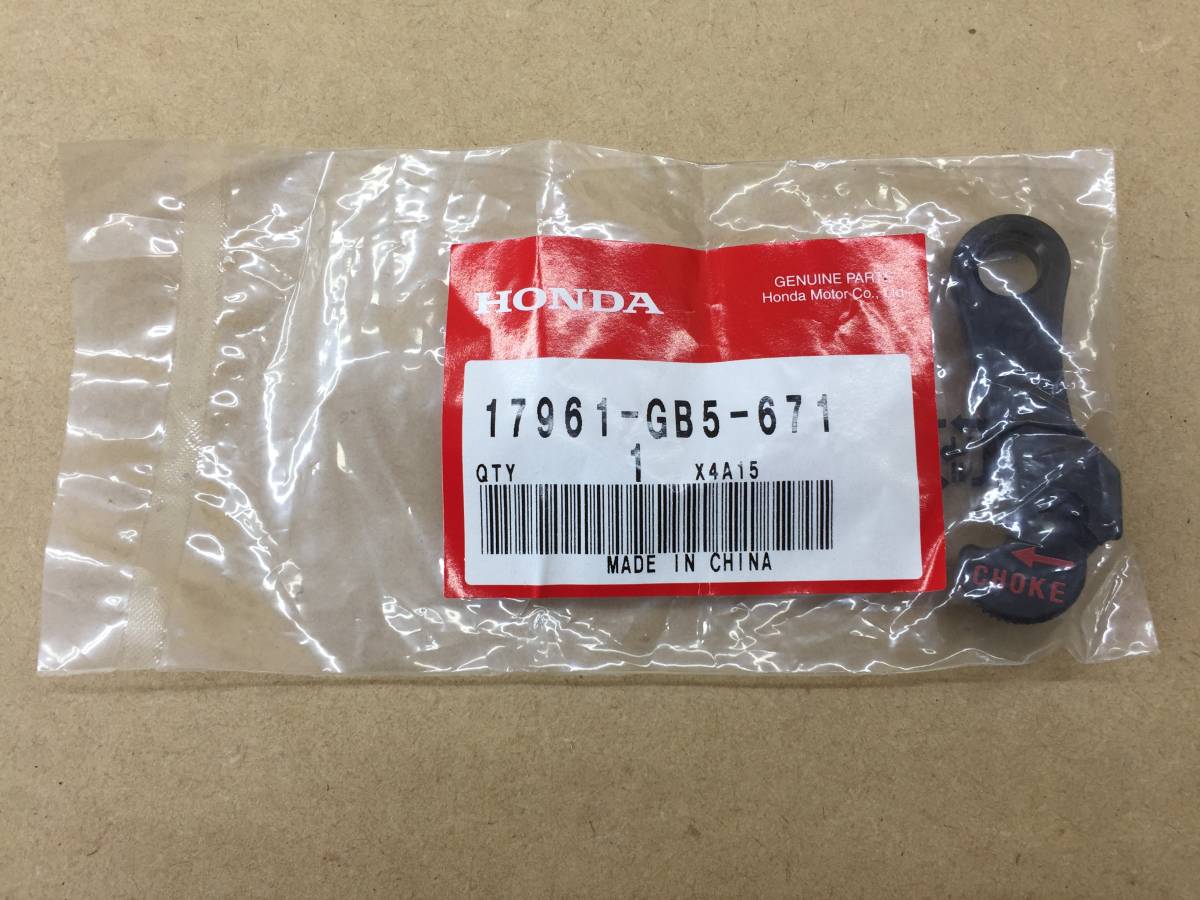 HONDA
GENUINE PARTS
Honda Motor Co., Ltd.
17961-GB5-671
QTY 1 X4A15
MADE IN CHINA
CHOKE